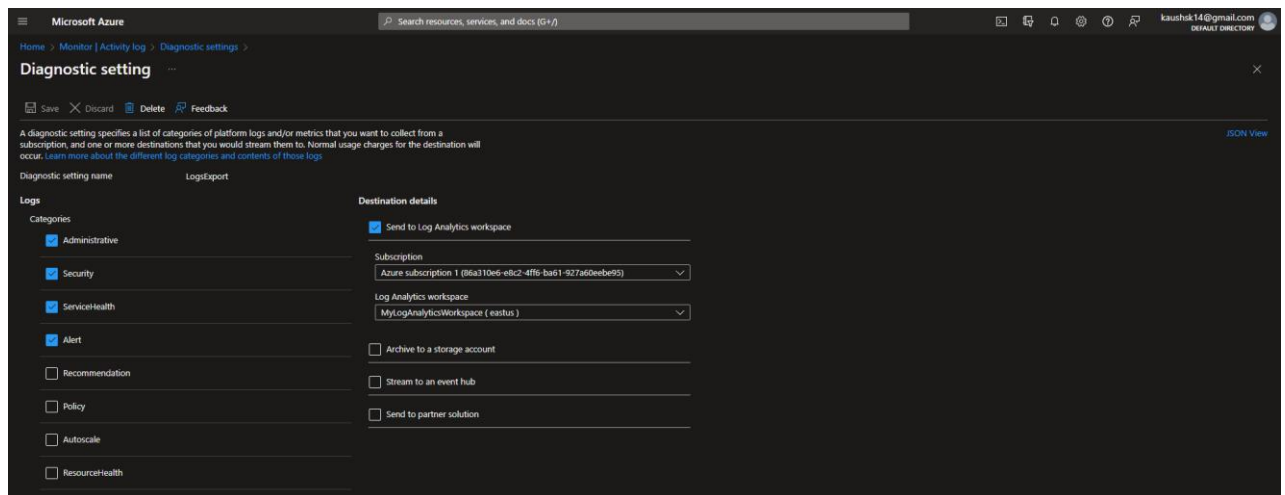 Microsoft Azure
Search resources, services, and docs (G+/)
kaushsk14@gmail.com
DEFAULT DIRECTORY
Home > Monitor | Activity log > Diagnostic settings >
Diagnostic setting ...
Save Discard Delete Feedback
A diagnostic setting specifies a list of categories of platform logs and/or metrics that you want to collect from a
subscription, and one or more destinations that you would stream them to. Normal usage charges for the destination will
occur. Learn more about the different log categories and contents of those logs
JSON View
Diagnostic setting name LogsExport
Logs
Categories
Administrative
Security
ServiceHealth
Alert
Recommendation
Policy
Autoscale
ResourceHealth
Destination details
Send to Log Analytics workspace
Subscription
Azure subscription 1 (86a310e6-e8c2-4ff6-ba61-927a60eebe95)
Log Analytics workspace
MyLogAnalyticsWorkspace ( eastus )
Archive to a storage account
Stream to an event hub
Send to partner solution